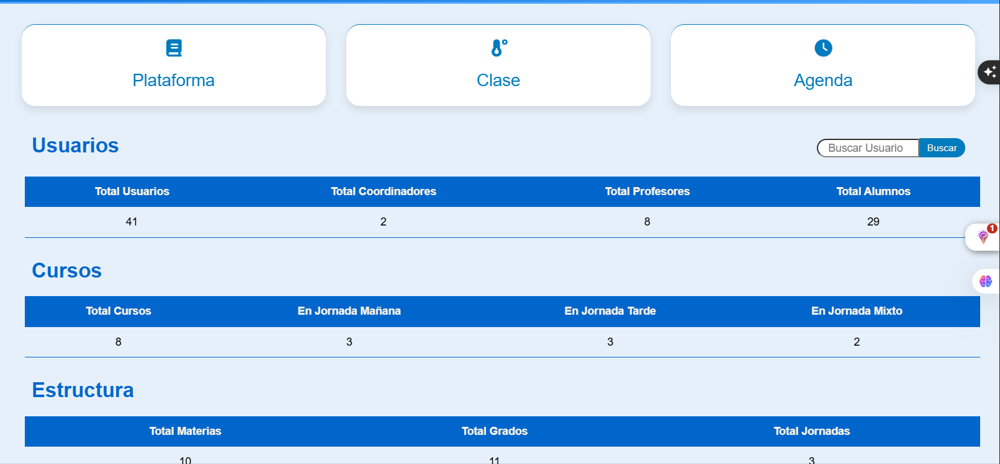 Plataforma
Clase
Agenda
Usuarios
Buscar Usuario Buscar
Total Usuarios Total Coordinadores Total Profesores Total Alumnos
41 2 8 29
1
Cursos
Total Cursos En Jornada Mañana En Jornada Tarde En Jornada Mixto
8 3 3 2
Estructura
Total Materias Total Grados Total Jornadas
10 11 3